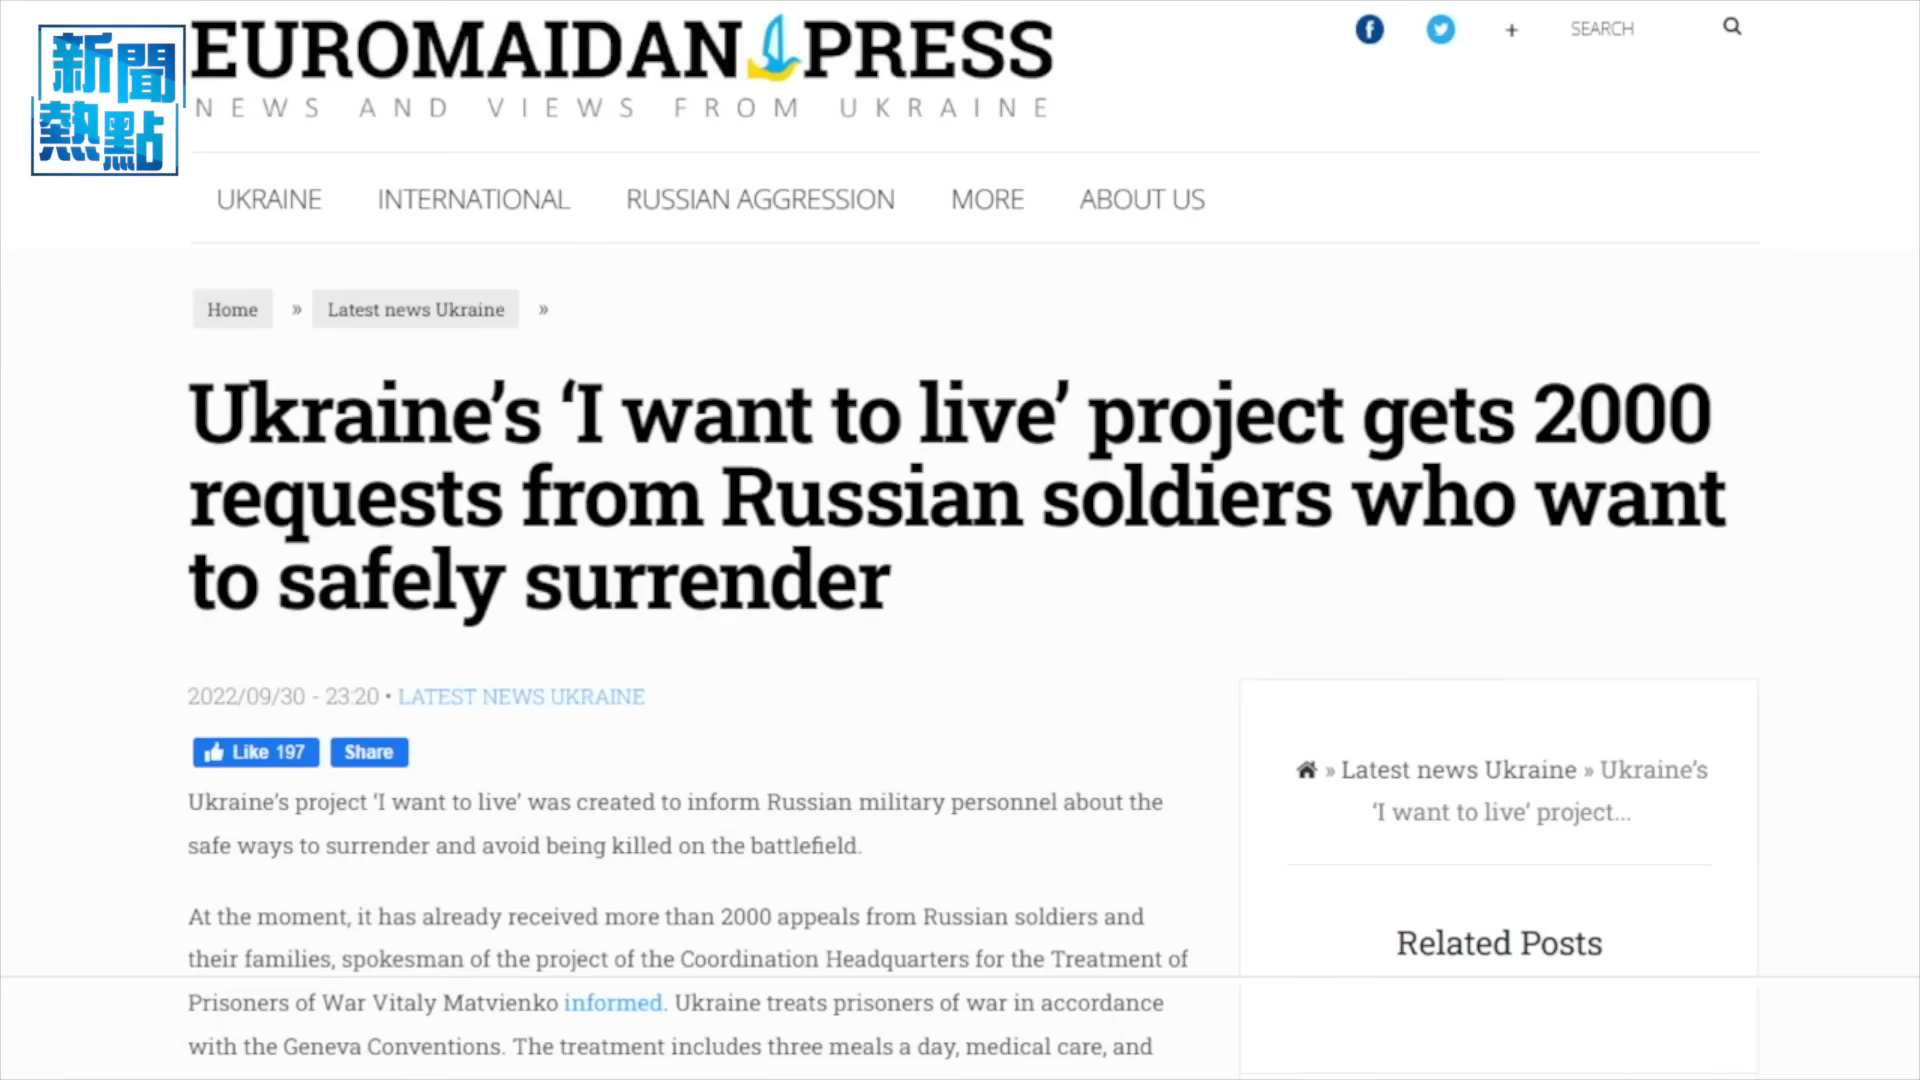 新聞
熱點
EUROMAIDAN PRESS
NEWS AND VIEWS FROM UKRAINE
f
+
SEARCH
UKRAINE INTERNATIONAL RUSSIAN AGGRESSION MORE ABOUT US
Home » Latest news Ukraine »
Ukraine’s ‘I want to live’ project gets 2000
requests from Russian soldiers who want
to safely surrender
2022/09/30 - 23:20 • LATEST NEWS UKRAINE
Like 197 Share
Ukraine’s project ‘I want to live’ was created to inform Russian military personnel about the
safe ways to surrender and avoid being killed on the battlefield.
At the moment, it has already received more than 2000 appeals from Russian soldiers and
their families, spokesman of the project of the Coordination Headquarters for the Treatment of
Prisoners of War Vitaly Matvienko informed. Ukraine treats prisoners of war in accordance
with the Geneva Conventions. The treatment includes three meals a day, medical care, and
» Latest news Ukraine » Ukraine’s
‘I want to live’ project...
Related Posts